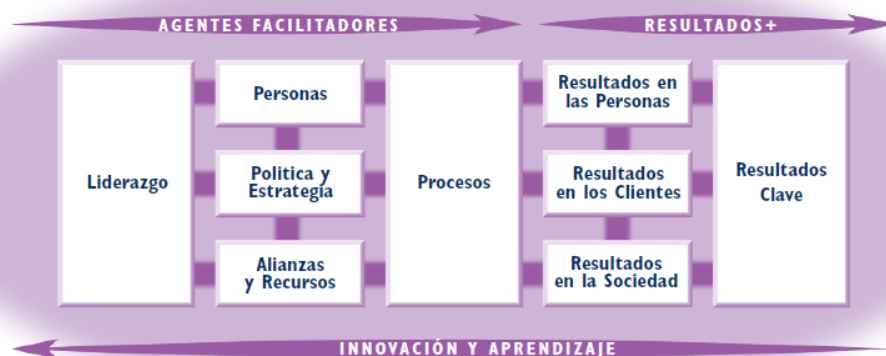 AGENTES FACILITADORES
RESULTADOS+
Liderazgo
Personas
Politica y
Estrategia
Alianzas
y Recursos
Procesos
Resultados en
las Personas
Resultados
en los Clientes
Resultados
en la Sociedad
Resultados
Clave
INNOVACIÓN Y APRENDIZAJE